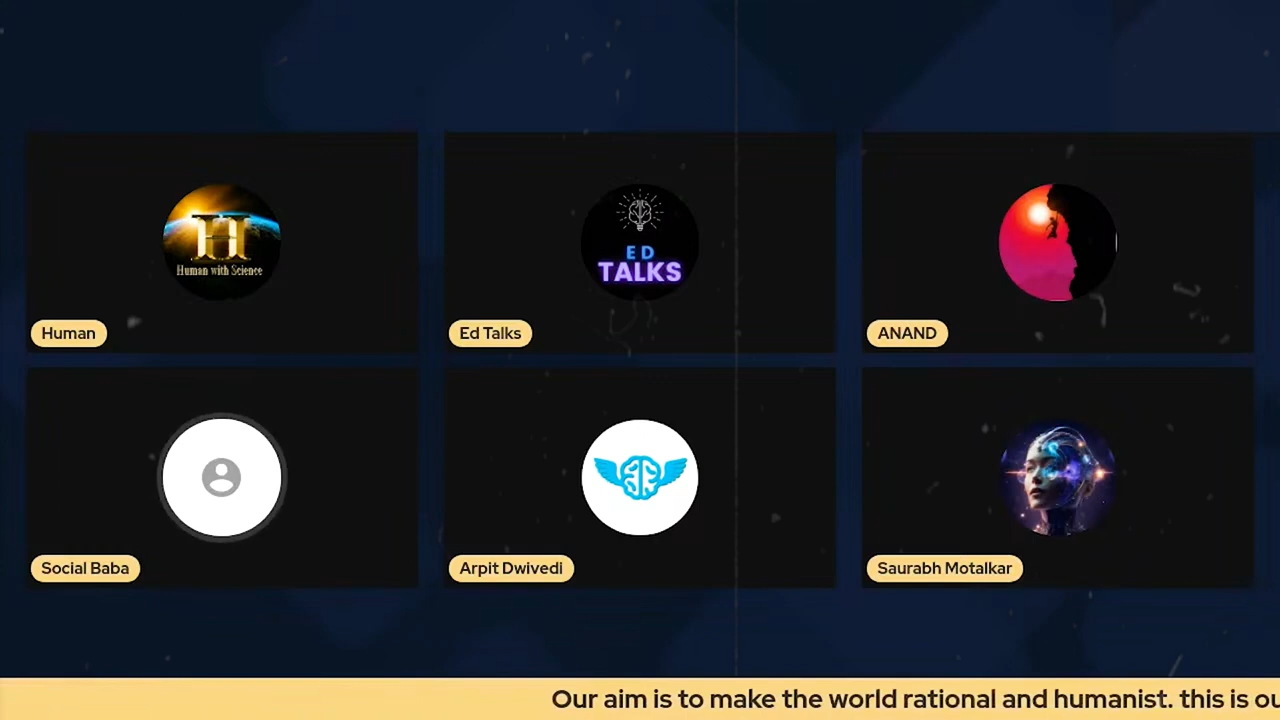 Human with Science
ED
TALKS
Human
Ed Talks
ANAND
Social Baba
Arpit Dwivedi
Saurabh Motalkar
Our aim is to make the world rational and humanist. this is ou